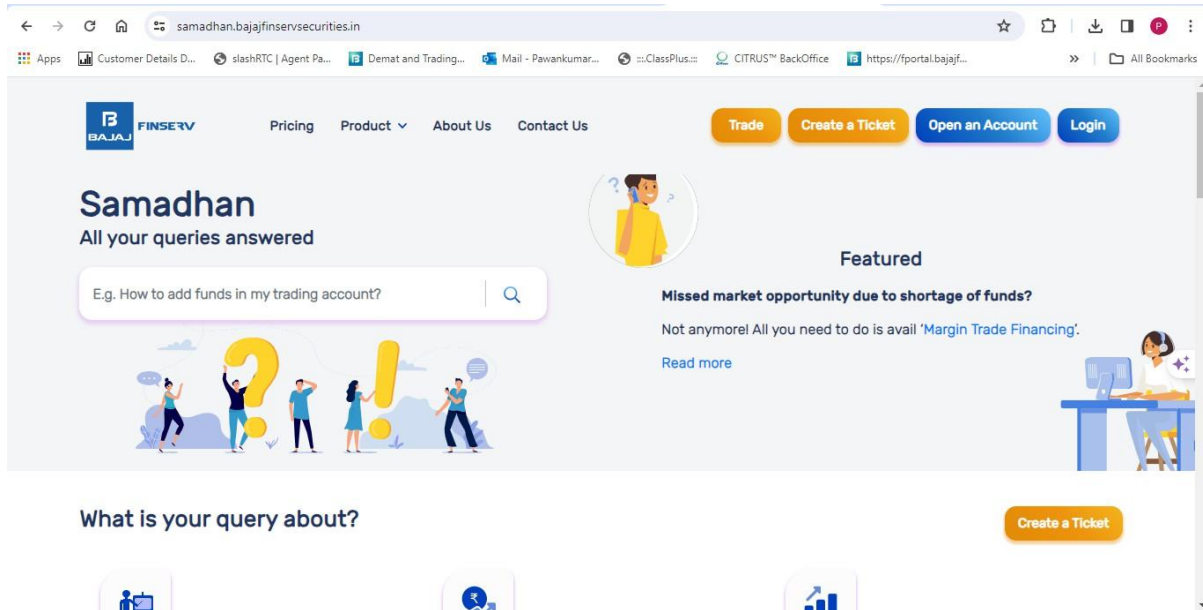 samadhan.bajajfinservsecurities.in
P
Apps
Customer Details D...
slashRTC | Agent Pa...
Demat and Trading...
Mail - Pawankumar...
:::.ClassPlus.:::
CITRUS™ BackOffice
https://fportal.bajajf...
»
All Bookmarks
B
BAJAJ
FINSERV
Pricing
Product
About Us
Contact Us
Trade
Create a Ticket
Open an Account
Login
Samadhan
All your queries answered
E.g. How to add funds in my trading account?
Featured
Missed market opportunity due to shortage of funds?
Not anymore! All you need to do is avail ‘Margin Trade Financing’.
Read more
What is your query about?
Create a Ticket